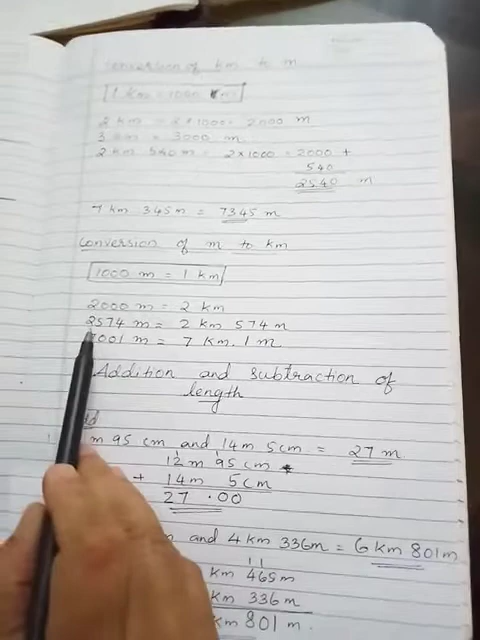 conversion of km to m
1 km = 1000 m
2 km = 2 × 1000 = 2000 m
3 km = 3000 m
2 km 540 m = 2 × 1000 = 2000 +
540
2540 m
7 km 345 m = 7345 m
conversion of m to km
1000 m = 1 km
2000 m = 2 km
2574 m = 2 km 574 m
7001 m = 7 km. 1 m
Addition and subtraction of
length
m 95 cm and 14 m 5 cm = 27 m
12 m 95 cm
+ 14 m 5 cm
27 . 00
and 4 km 336 m = 6 km 801 m
1 1
km 465 m
km 336 m
km 801 m.